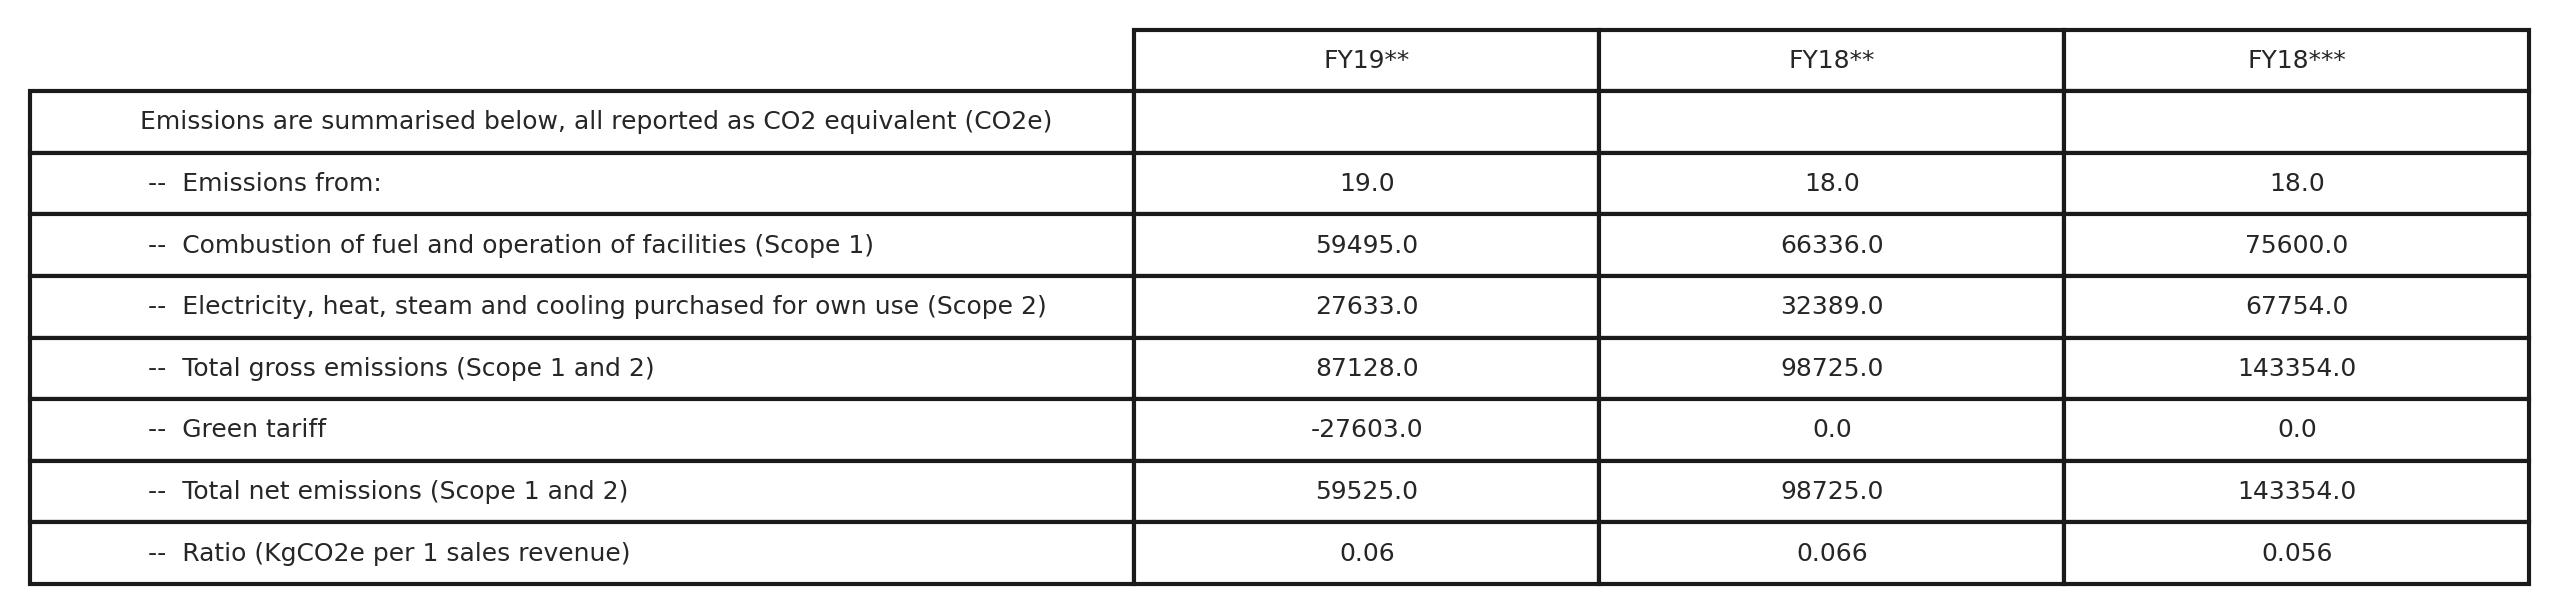 FY19** FY18** FY18***
Emissions are summarised below, all reported as CO2 equivalent (CO2e)
-- Emissions from: 19.0 18.0 18.0
-- Combustion of fuel and operation of facilities (Scope 1) 59495.0 66336.0 75600.0
-- Electricity, heat, steam and cooling purchased for own use (Scope 2) 27633.0 32389.0 67754.0
-- Total gross emissions (Scope 1 and 2) 87128.0 98725.0 143354.0
-- Green tariff -27603.0 0.0 0.0
-- Total net emissions (Scope 1 and 2) 59525.0 98725.0 143354.0
-- Ratio (KgCO2e per 1 sales revenue) 0.06 0.066 0.056